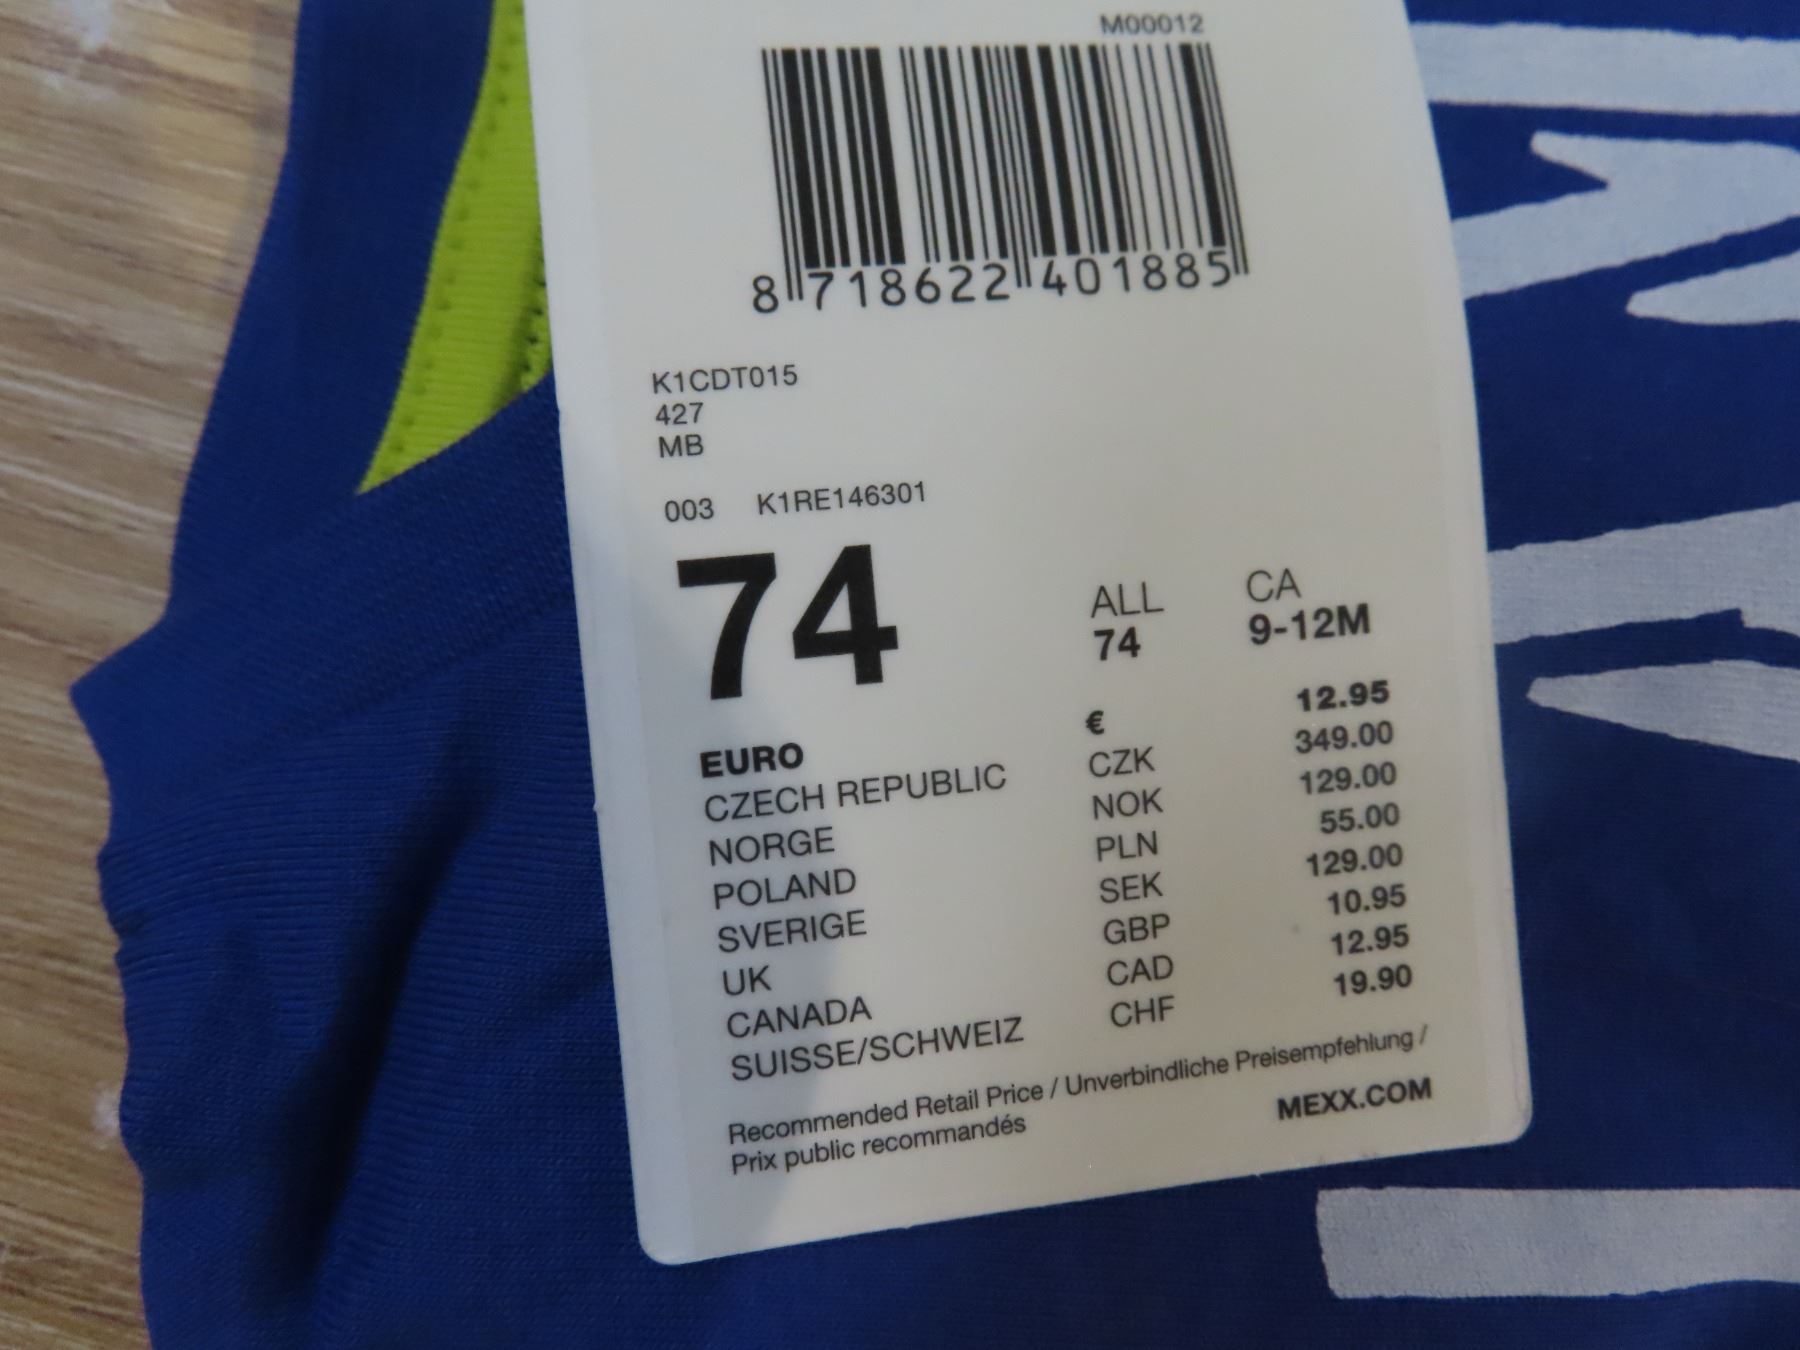 M00012
8 718622 401885
K1CDT015
427
MB
003 K1RE146301
74 ALL CA
74 9-12M
EURO € 12.95
CZECH REPUBLIC CZK 349.00
NORGE NOK 129.00
POLAND PLN 55.00
SVERIGE SEK 129.00
UK GBP 10.95
CANADA CAD 12.95
SUISSE/SCHWEIZ CHF 19.90
Recommended Retail Price / Unverbindliche Preisempfehlung /
Prix public recommandés MEXX.COM